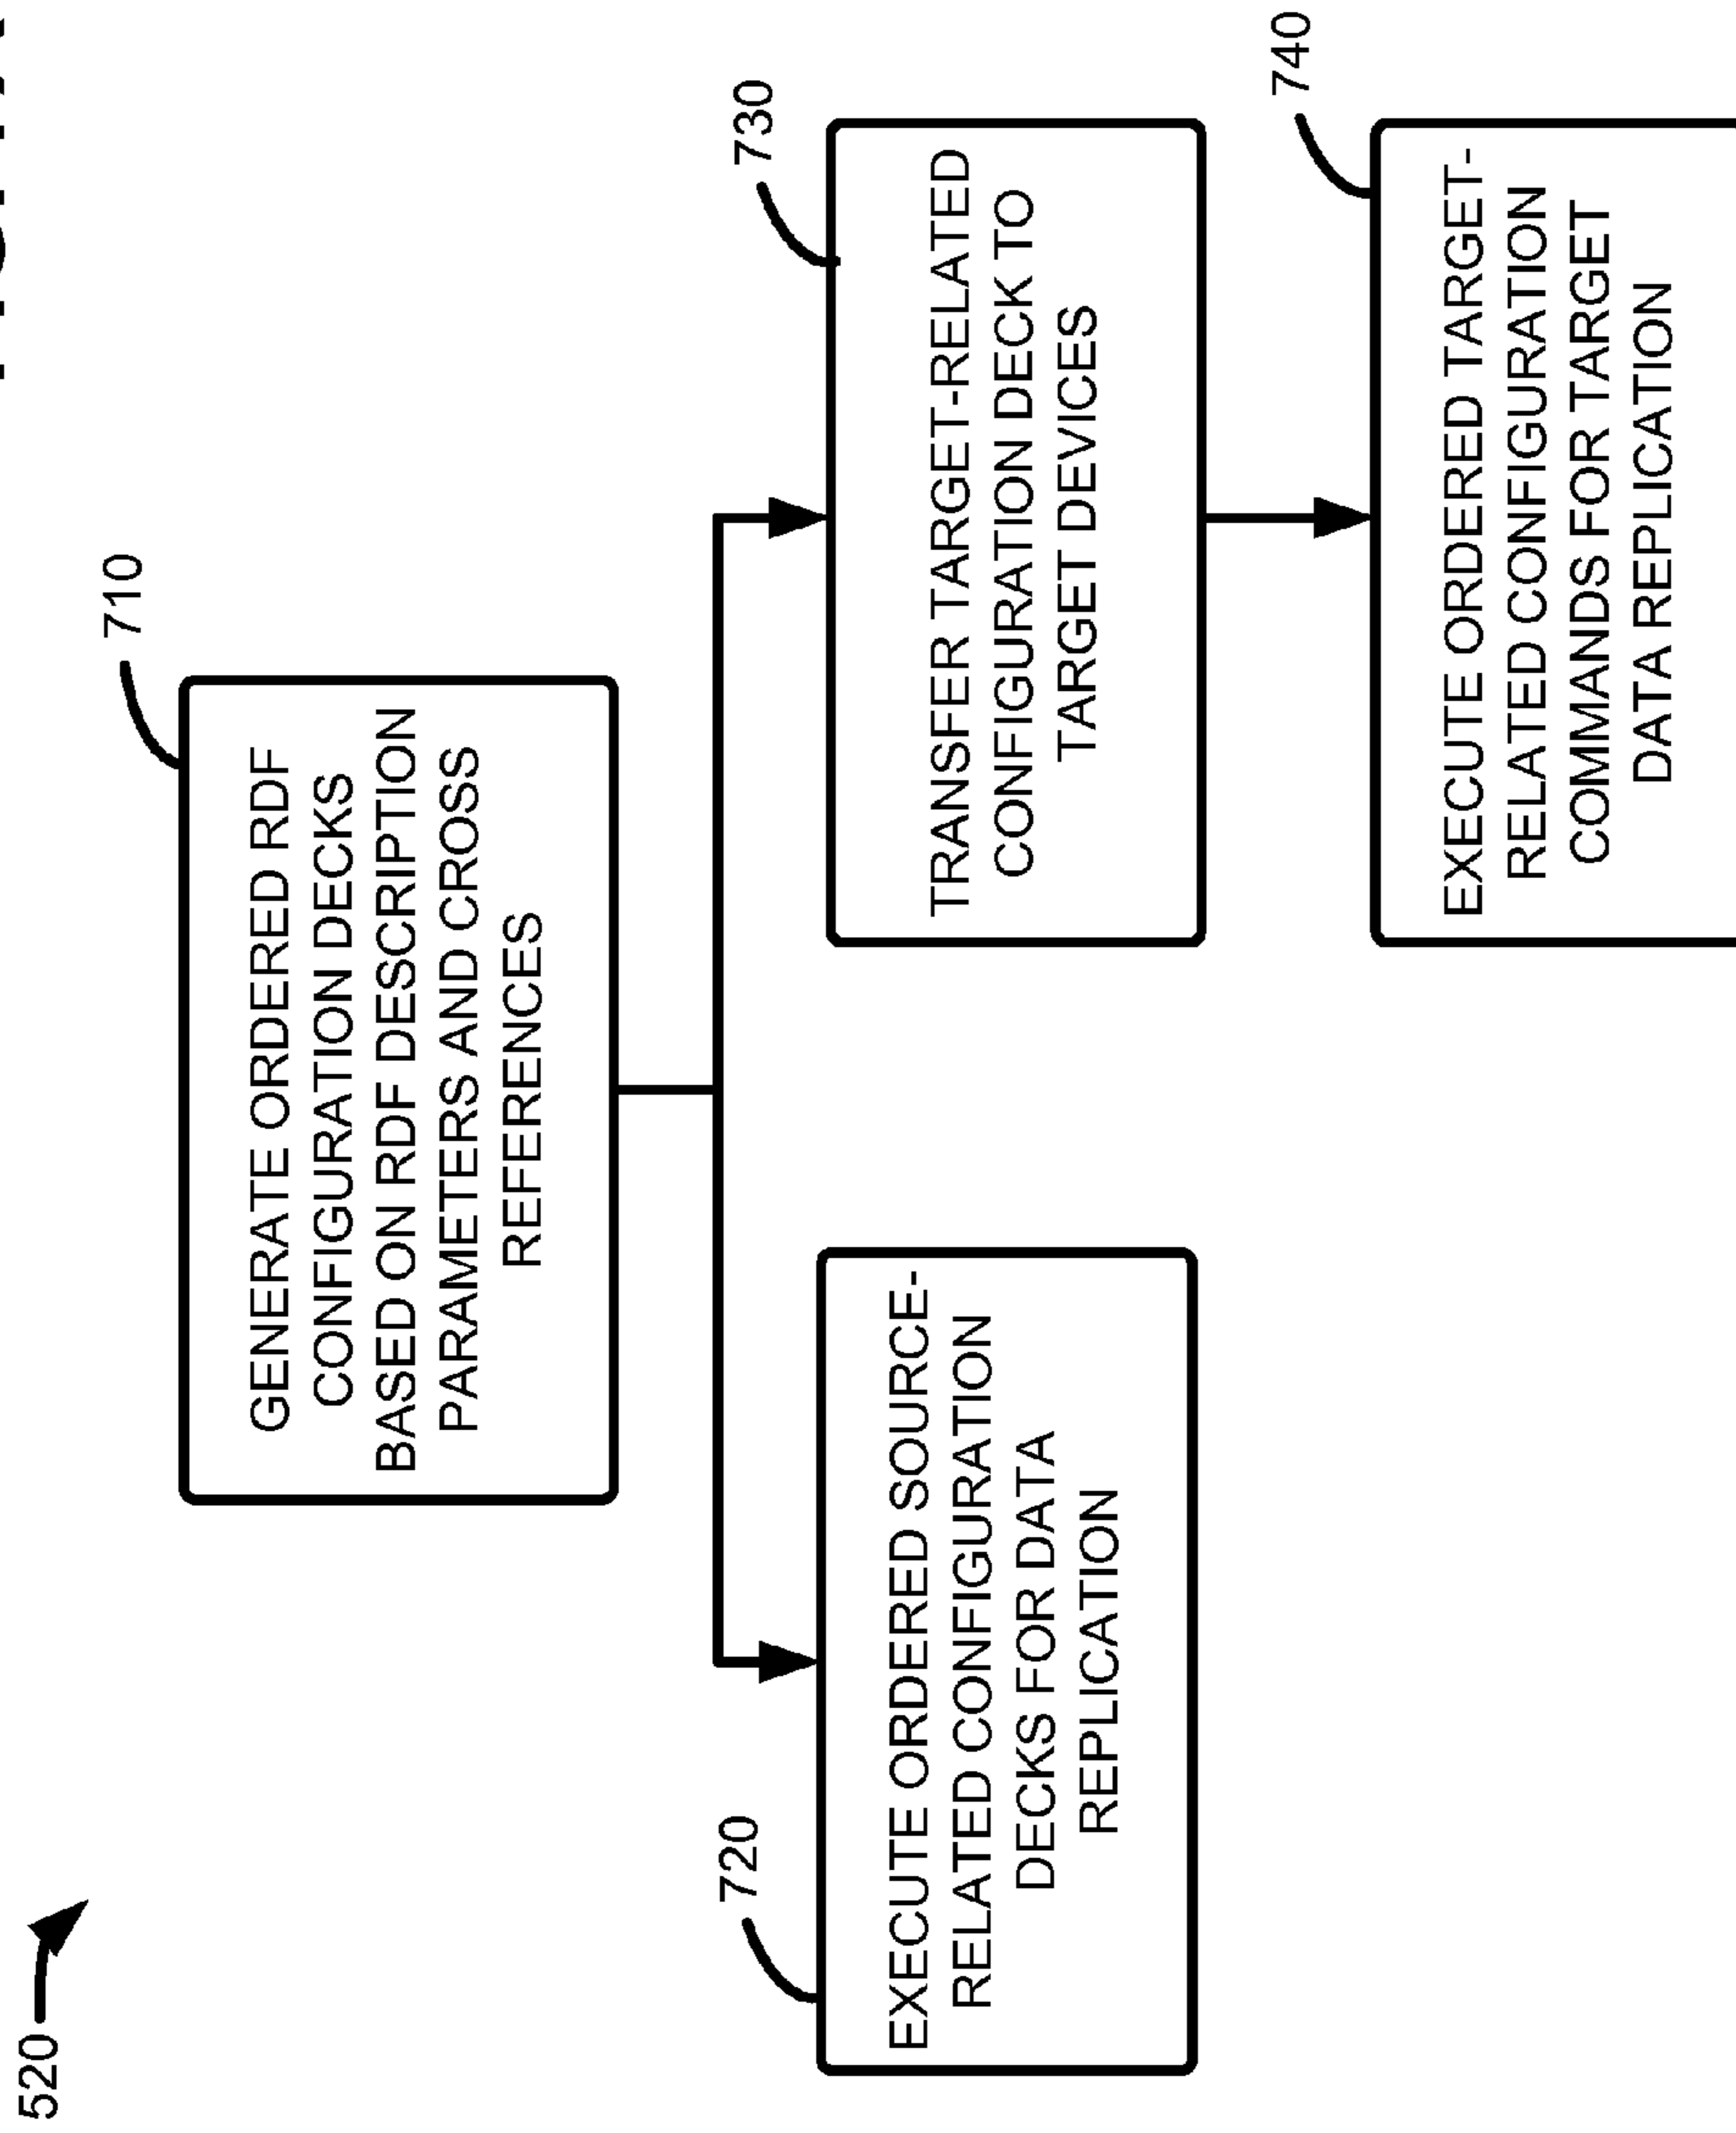 520
710
GENERATE ORDERED RDF
CONFIGURATION DECKS
BASED ON RDF DESCRIPTION
PARAMETERS AND CROSS
REFERENCES
720
EXECUTE ORDERED SOURCE-
RELATED CONFIGURATION
DECKS FOR DATA
REPLICATION
730
TRANSFER TARGET-RELATED
CONFIGURATION DECK TO
TARGET DEVICES
740
EXECUTE ORDERED TARGET-
RELATED CONFIGURATION
COMMANDS FOR TARGET
DATA REPLICATION